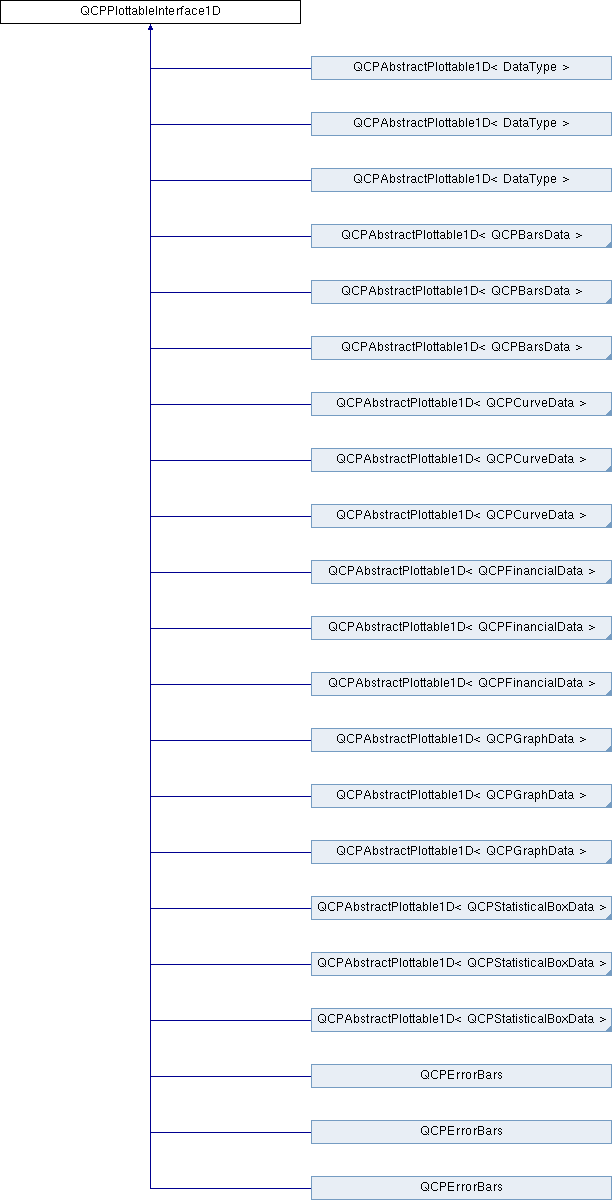 QCPPlottableInterface1D
QCPAbstractPlottable1D< DataType >
QCPAbstractPlottable1D< DataType >
QCPAbstractPlottable1D< DataType >
QCPAbstractPlottable1D< QCPBarsData >
QCPAbstractPlottable1D< QCPBarsData >
QCPAbstractPlottable1D< QCPBarsData >
QCPAbstractPlottable1D< QCPCurveData >
QCPAbstractPlottable1D< QCPCurveData >
QCPAbstractPlottable1D< QCPCurveData >
QCPAbstractPlottable1D< QCPFinancialData >
QCPAbstractPlottable1D< QCPFinancialData >
QCPAbstractPlottable1D< QCPFinancialData >
QCPAbstractPlottable1D< QCPGraphData >
QCPAbstractPlottable1D< QCPGraphData >
QCPAbstractPlottable1D< QCPGraphData >
QCPAbstractPlottable1D< QCPStatisticalBoxData >
QCPAbstractPlottable1D< QCPStatisticalBoxData >
QCPAbstractPlottable1D< QCPStatisticalBoxData >
QCPErrorBars
QCPErrorBars
QCPErrorBars